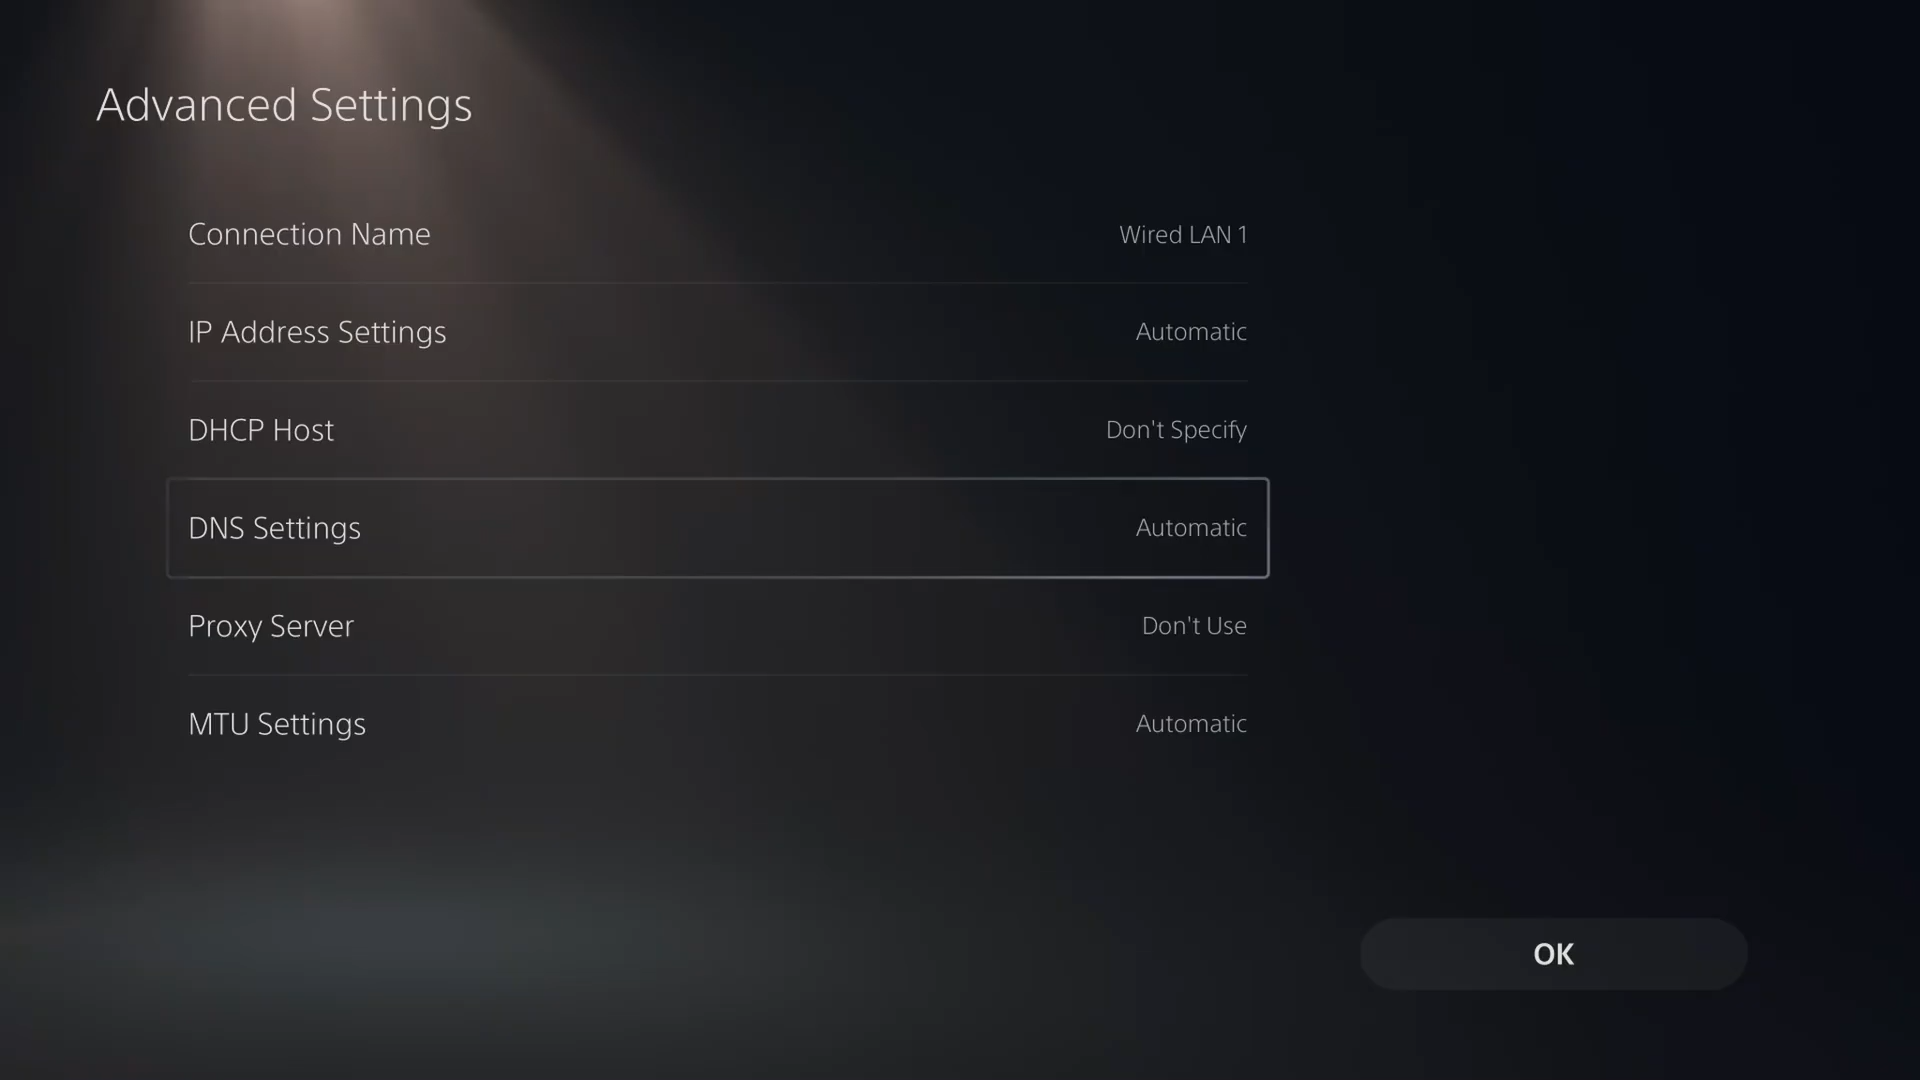 Advanced Settings
Connection Name Wired LAN 1
IP Address Settings Automatic
DHCP Host Don't Specify
DNS Settings Automatic
Proxy Server Don't Use
MTU Settings Automatic
OK